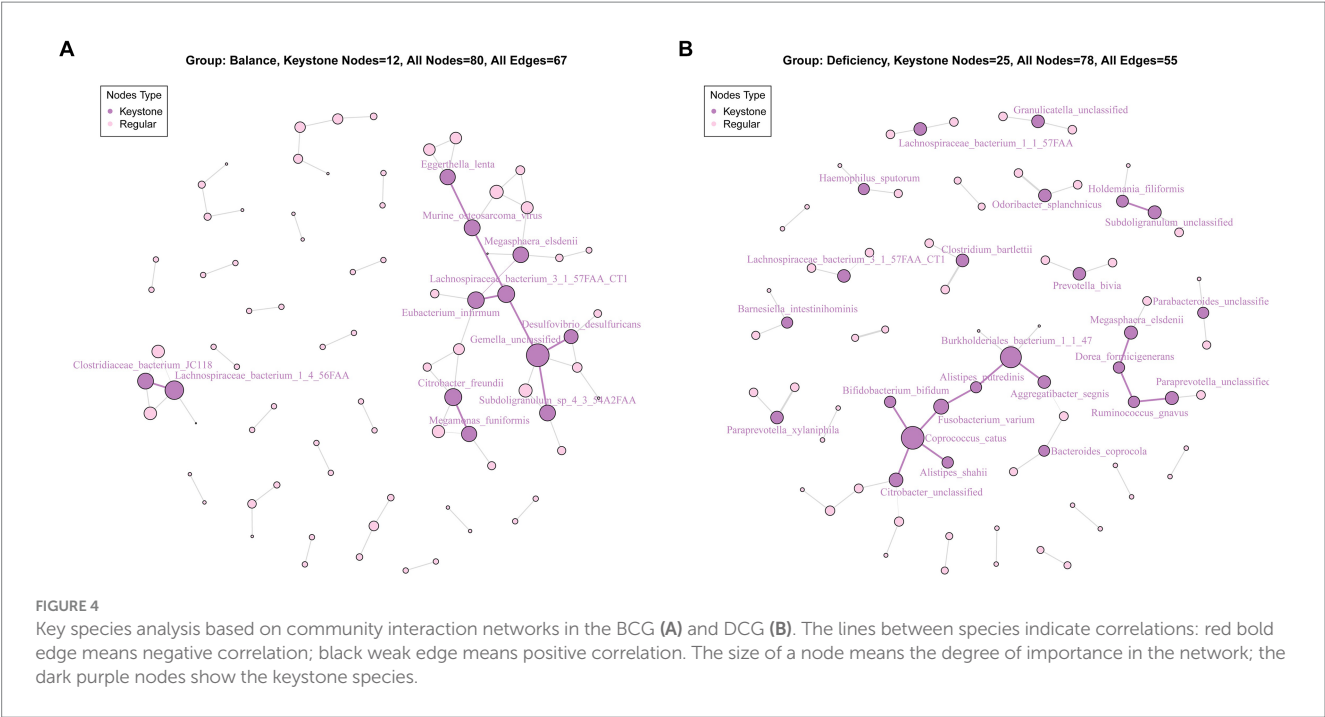 A
Group: Balance, Keystone Nodes=12, All Nodes=80, All Edges=67
Nodes Type
Keystone
Regular
Eggerthella_lenta
Murine_osteosarcoma_virus
Megasphaera_elsdenii
Lachnospiraceae_bacterium_3_1_57FAA_CT1
Eubacterium_infirmum
Desulfovibrio_desulfuricans
Gemella_unclassified
Clostridiaceae_bacterium_JC118
Lachnospiraceae_bacterium_1_4_56FAA
Citrobacter_freundii
Subdoligranulum_sp_4_3_54A2FAA
Megamonas_funiformis
B
Group: Deficiency, Keystone Nodes=25, All Nodes=78, All Edges=55
Nodes Type
Keystone
Regular
Granulicatella_unclassified
Lachnospiraceae_bacterium_1_1_57FAA
Haemophilus_sputorum
Holdemania_filiformis
Odoribacter_splanchnicus
Subdoligranulum_unclassified
Clostridium_bartlettii
Lachnospiraceae_bacterium_3_1_57FAA_CT1
Prevotella_bivia
Parabacteroides_unclassifie
Barnesiella_intestinihominis
Megasphaera_elsdenii
Burkholderiales_bacterium_1_1_47
Dorea_formicigenerans
Alistipes_putredinis
Bifidobacterium_bifidum
Aggregatibacter_segnis
Paraprevotella_unclassified
Ruminococcus_gnavus
Fusobacterium_varium
Paraprevotella_xylaniphila
Coprococcus_catus
Bacteroides_coprocola
Alistipes_shahii
Citrobacter_unclassified
FIGURE 4
Key species analysis based on community interaction networks in the BCG (A) and DCG (B). The lines between species indicate correlations: red bold
edge means negative correlation; black weak edge means positive correlation. The size of a node means the degree of importance in the network; the
dark purple nodes show the keystone species.